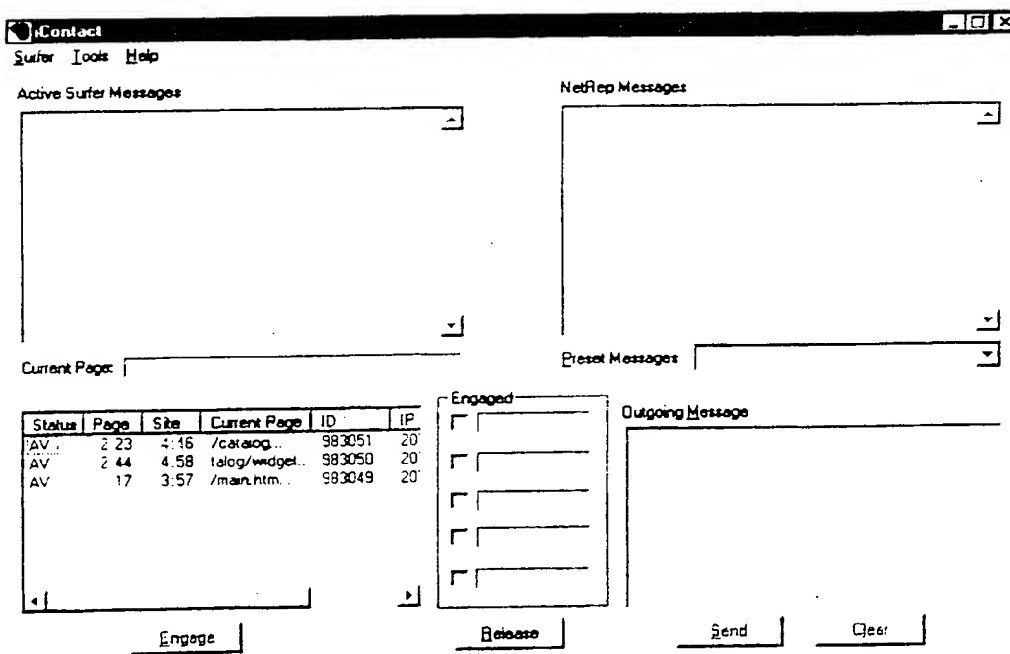 iContact
Surfer Tools Help
Active Surfer Messages
NetRep Messages
Current Page:
Preset Messages
Status Page Site Current Page ID IP
AV 2:23 4:46 /catalog... 983051 20
AV 2:44 4:58 talog/widget.. 983050 20
AV 17 3:57 /main.htm... 983049 20
Engaged
Outgoing Message
Engage
Release
Send
Clear